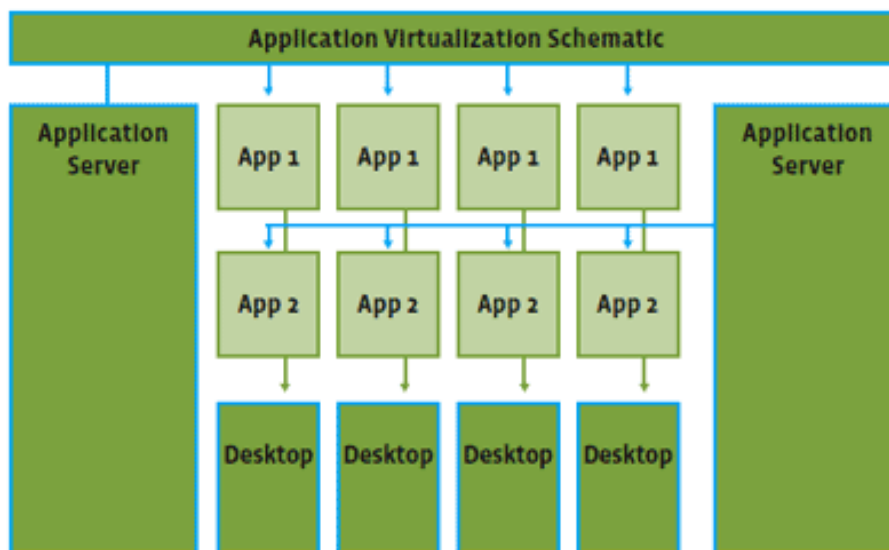 Application Virtualization Schematic
Application
Server
App 1
App 1
App 1
App 1
Application
Server
App 2
App 2
App 2
App 2
Desktop
Desktop
Desktop
Desktop